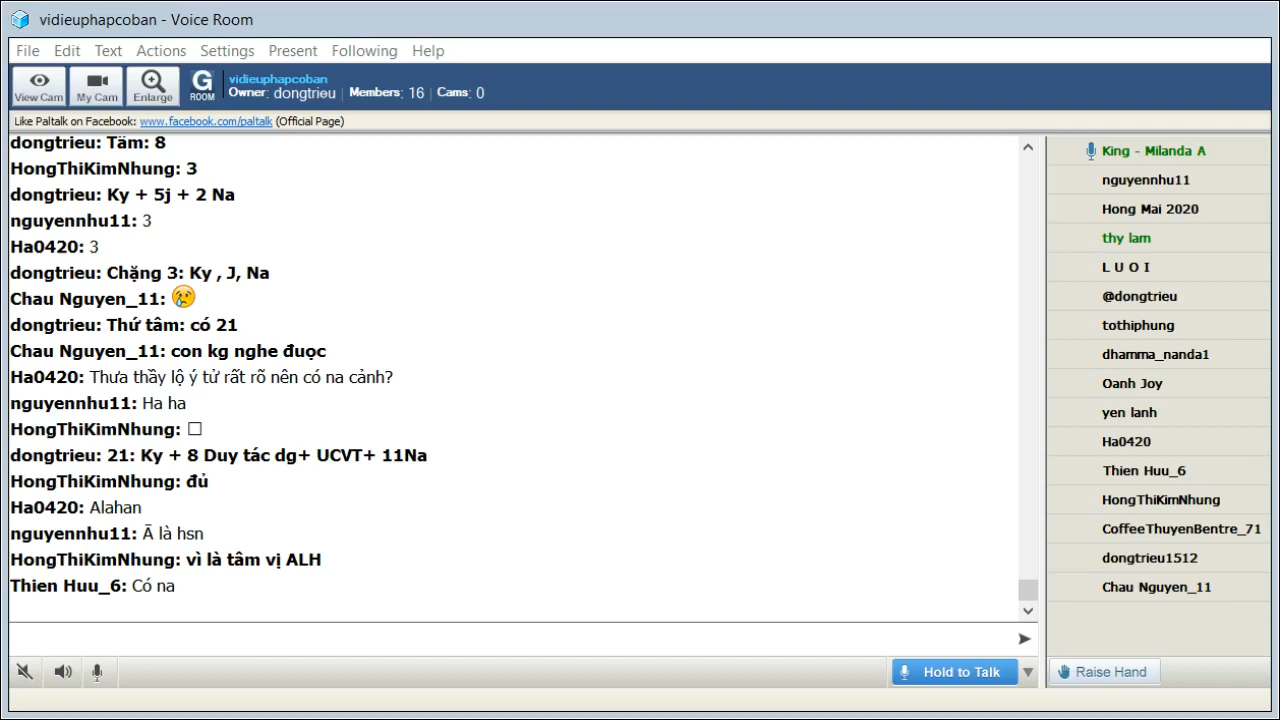 vidieuphapcoban - Voice Room
File Edit Text Actions Settings Present Following Help
View Cam My Cam Enlarge G ROOM
vidieuphapcoban
Owner: dongtrieu | Members: 16 | Cams: 0
Like Paltalk on Facebook: www.facebook.com/paltalk (Official Page)
dongtrieu: Tâm: 8
HongThiKimNhung: 3
dongtrieu: Ky + 5j + 2 Na
nguyennhu11: 3
Ha0420: 3
dongtrieu: Chặng 3: Ky , J, Na
Chau Nguyen_11:
dongtrieu: Thứ tâm: có 21
Chau Nguyen_11: con kg nghe đuọc
Ha0420: Thưa thầy lộ ý tử rất rõ nên có na cảnh?
nguyennhu11: Ha ha
HongThiKimNhung: □
dongtrieu: 21: Ky + 8 Duy tác dg+ UCVT+ 11Na
HongThiKimNhung: đủ
Ha0420: Alahan
nguyennhu11: Ã là hsn
HongThiKimNhung: vì là tâm vị ALH
Thien Huu_6: Có na
Hold to Talk
King - Milanda A
nguyennhu11
Hong Mai 2020
thy lam
L U O I
@dongtrieu
tothiphung
dhamma_nanda1
Oanh Joy
yen lanh
Ha0420
Thien Huu_6
HongThiKimNhung
CoffeeThuyenBentre_71
dongtrieu1512
Chau Nguyen_11
Raise Hand